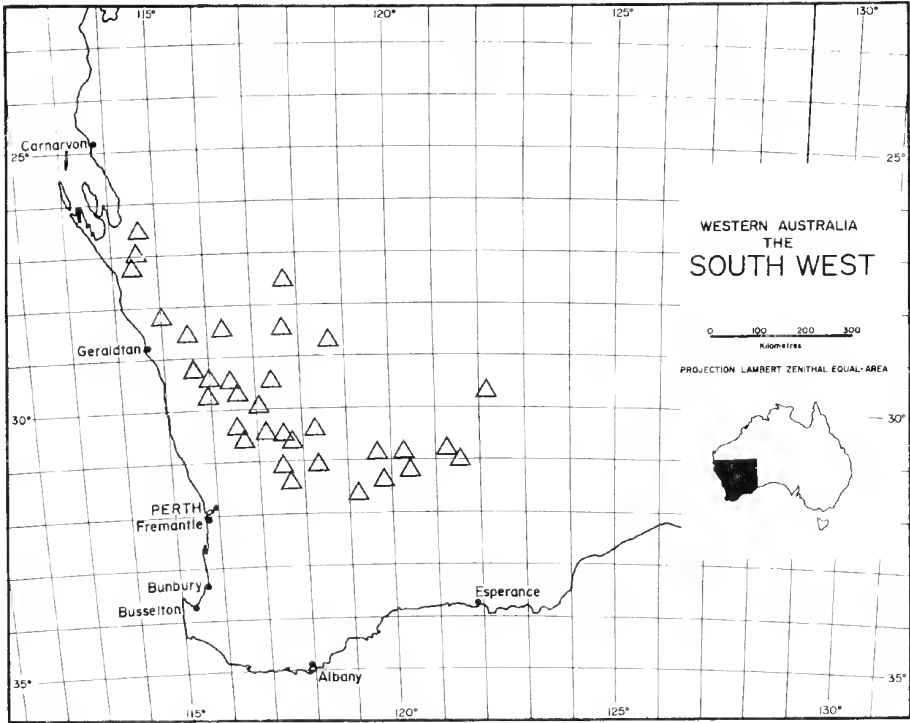 115° 120° 125° 130°
Carnarvon
25° 25°
WESTERN AUSTRALIA
THE
SOUTH WEST
0 100 200 300
Kilometres
Geraldtan
PROJECTION LAMBERT ZENITHAL EQUAL-AREA
30° 30°
PERTH
Fremantle
Bunbury
Busselton
Esperance
Albany
35° 35°
115° 120° 125° 130°